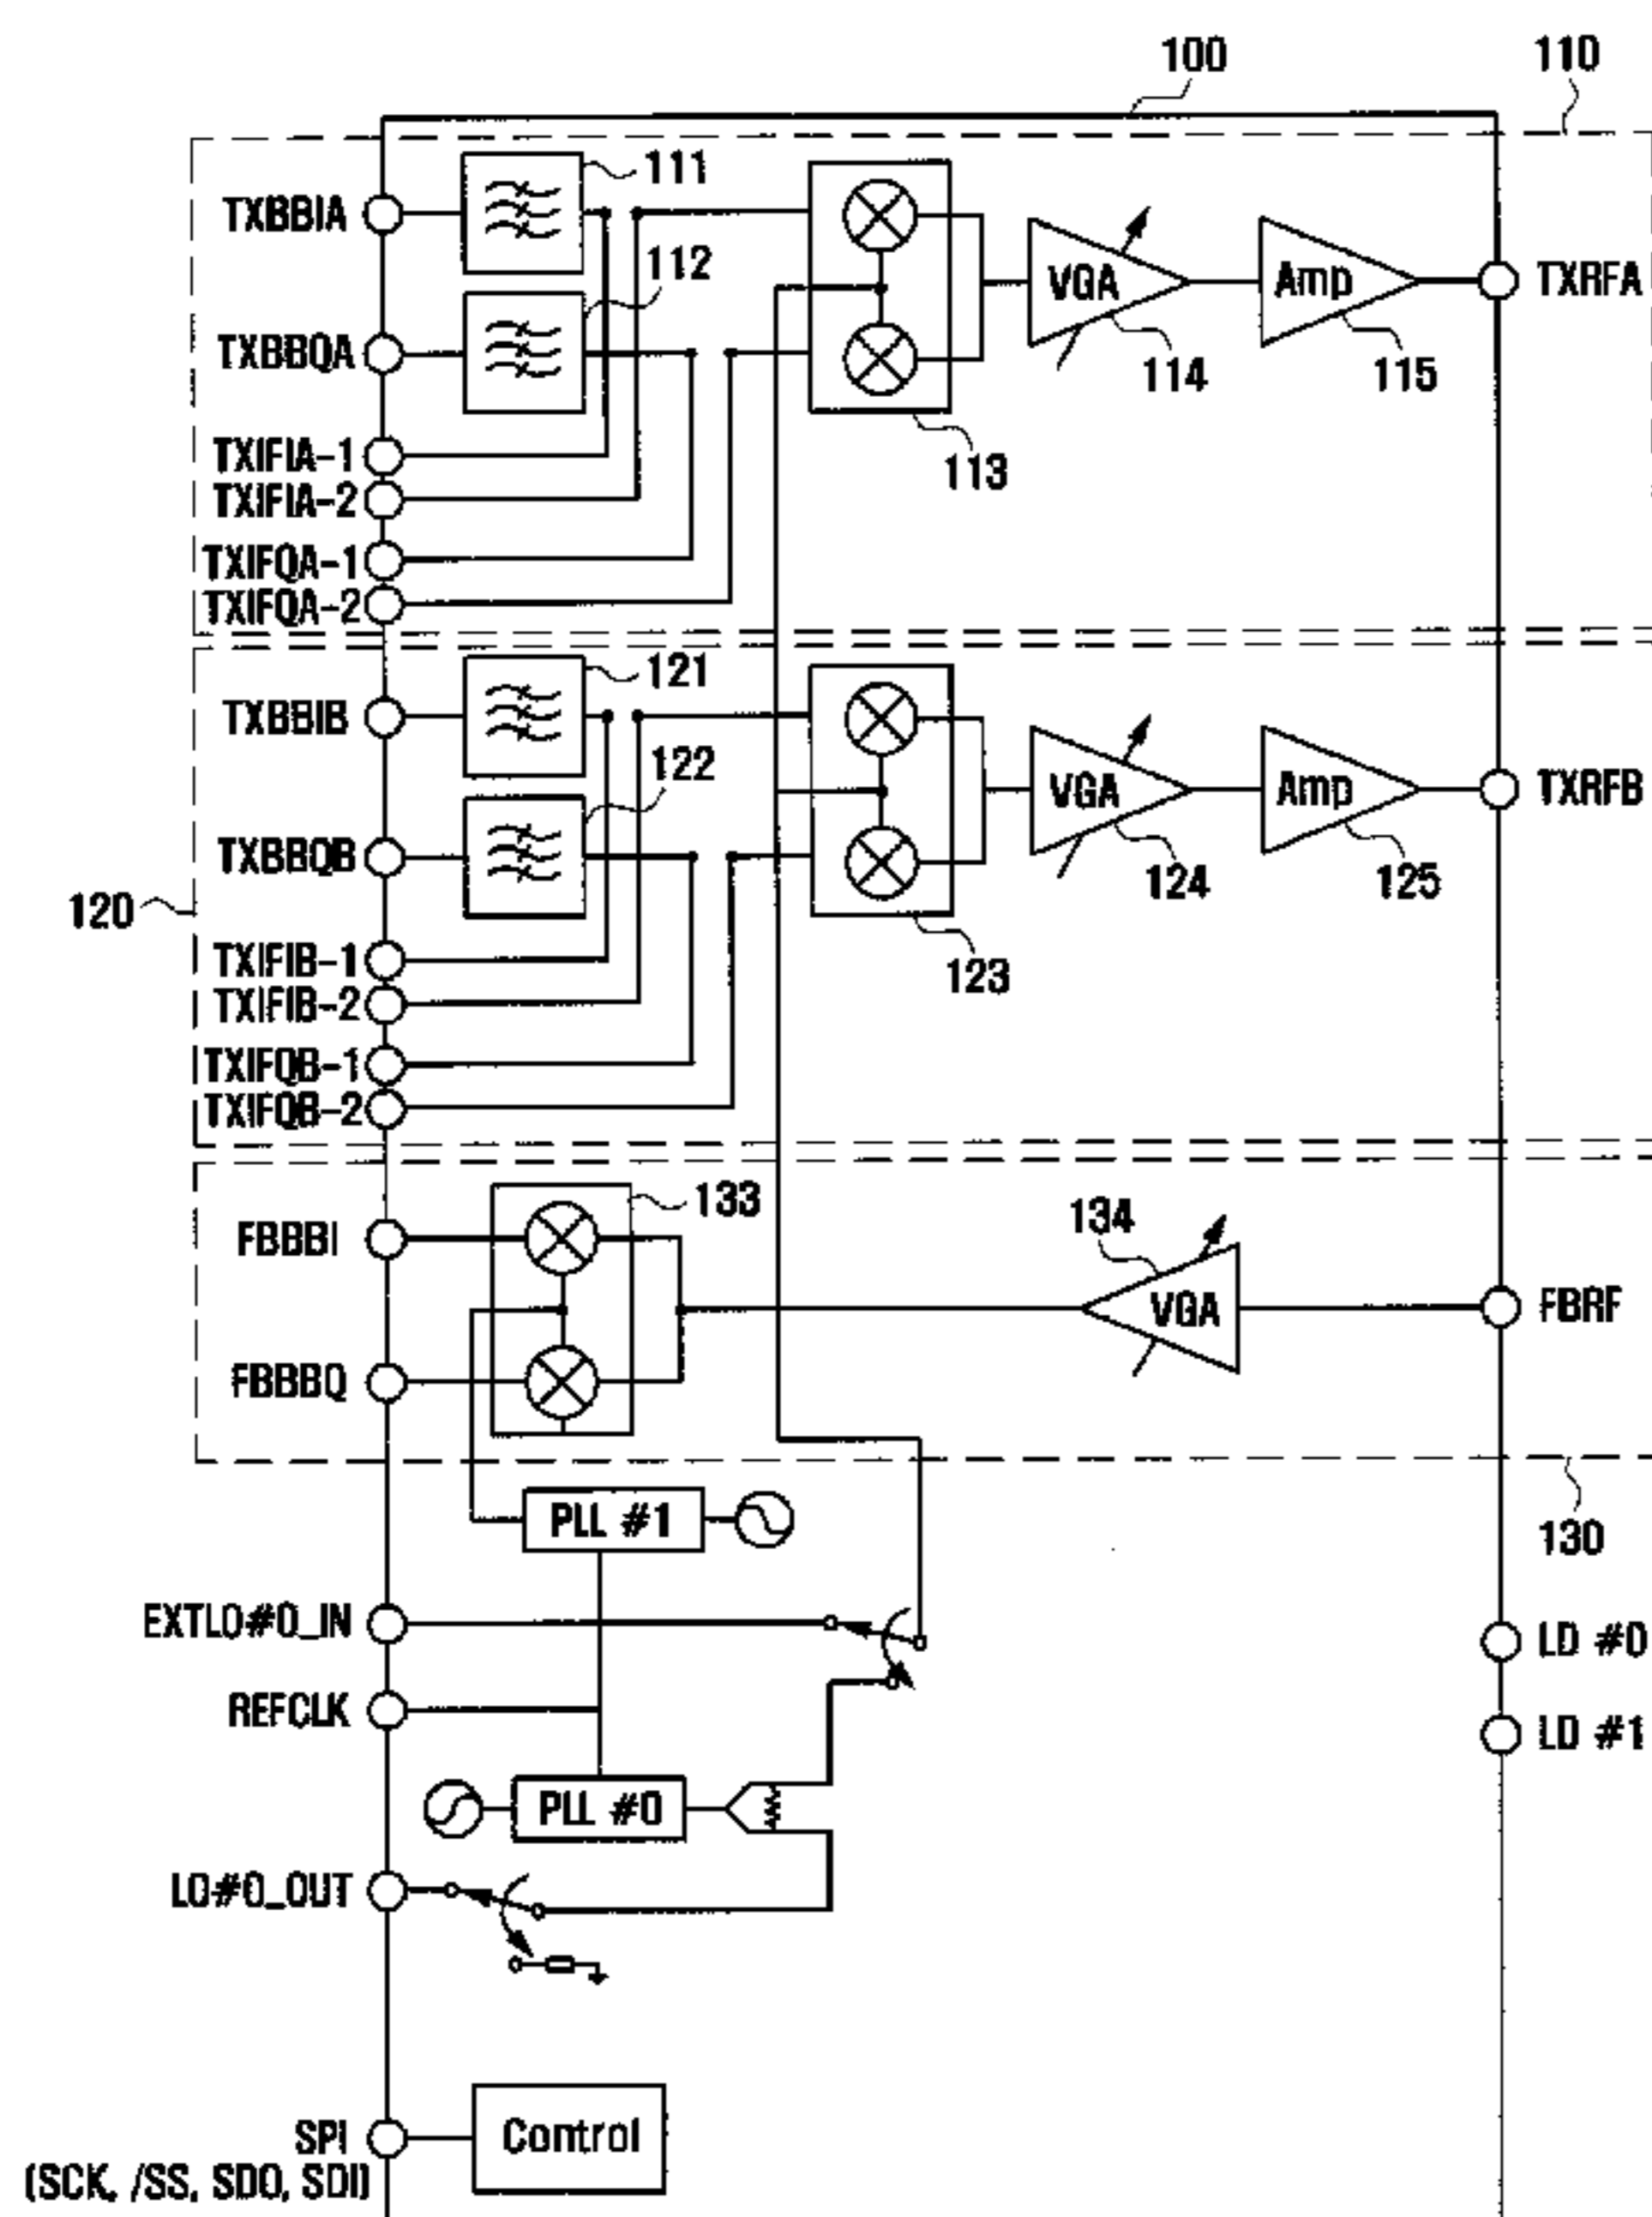 100
110
111
TXBBIA
112
VGA
Amp
TXRFA
TXBBQA
114
115
TXIFIA-1
113
TXIFIA-2
TXIFQA-1
TXIFQA-2
121
TXBBIB
122
VGA
Amp
TXRFB
TXBBQB
124
125
120
TXIFIB-1
123
TXIFIB-2
TXIFQB-1
TXIFQB-2
133
134
FBBBI
VGA
FBRF
FBBBQ
PLL #1
130
EXTLO#0_IN
LD #0
REFCLK
LD #1
PLL #0
LO#0_OUT
SPI
Control
(SCK, /SS, SDO, SDI)